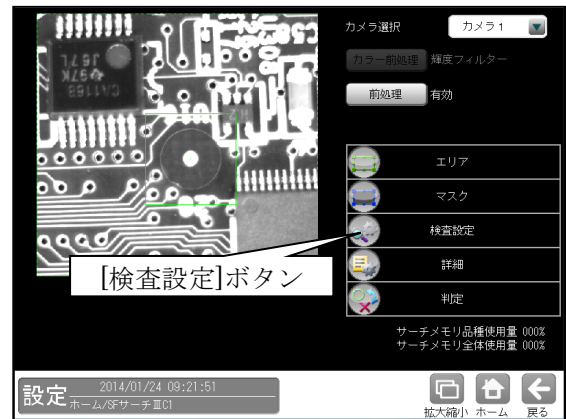 カメラ選択
カメラ1
カラー前処理 輝度フィルター
前処理 有効
エリア
マスク
検査設定
[検査設定]ボタン
詳細
判定
サーチメモリ品種使用量 000%
サーチメモリ全体使用量 000%
設定
2014/01/24 09:21:51
ホーム/SFサーチⅢC1
拡大縮小 ホーム 戻る